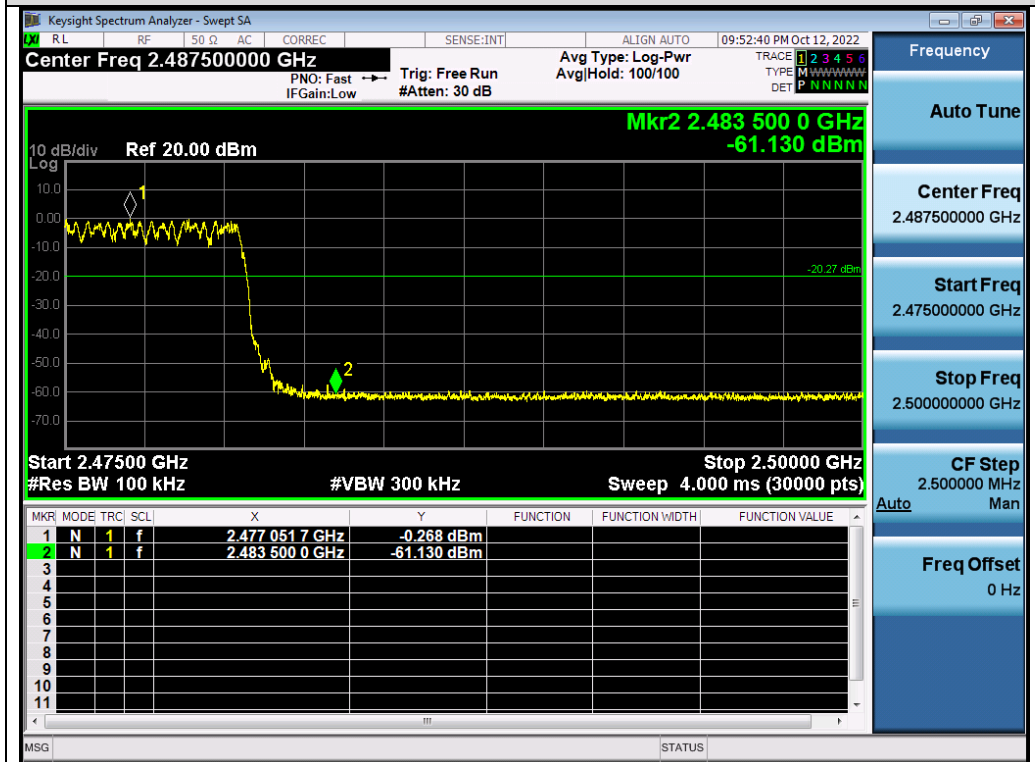 Keysight Spectrum Analyzer - Swept SA
LXI RL RF 50 Ω AC CORREC SENSE:INT ALIGN AUTO 09:52:40 PM Oct 12, 2022
Center Freq 2.487500000 GHz
PNO: Fast
IFGain:Low
Trig: Free Run
#Atten: 30 dB
Avg Type: Log-Pwr
Avg|Hold: 100/100
TRACE 1 2 3 4 5 6
TYPE M WWWWW
DET P N N N N N
Mkr2 2.483 500 0 GHz
-61.130 dBm
10 dB/div Ref 20.00 dBm
Log
10.0
0.00
-10.0
-20.0
-30.0
-40.0
-50.0
-60.0
-70.0
1
-20.27 dBm
2
Start 2.47500 GHz Stop 2.50000 GHz
#Res BW 100 kHz #VBW 300 kHz Sweep 4.000 ms (30000 pts)
MKR MODE TRC SCL X Y FUNCTION FUNCTION WIDTH FUNCTION VALUE
1 N 1 f 2.477 051 7 GHz -0.268 dBm
2 N 1 f 2.483 500 0 GHz -61.130 dBm
3
4
5
6
7
8
9
10
11
MSG STATUS
Frequency
Auto Tune
Center Freq
2.487500000 GHz
Start Freq
2.475000000 GHz
Stop Freq
2.500000000 GHz
CF Step
2.500000 MHz
Auto Man
Freq Offset
0 Hz